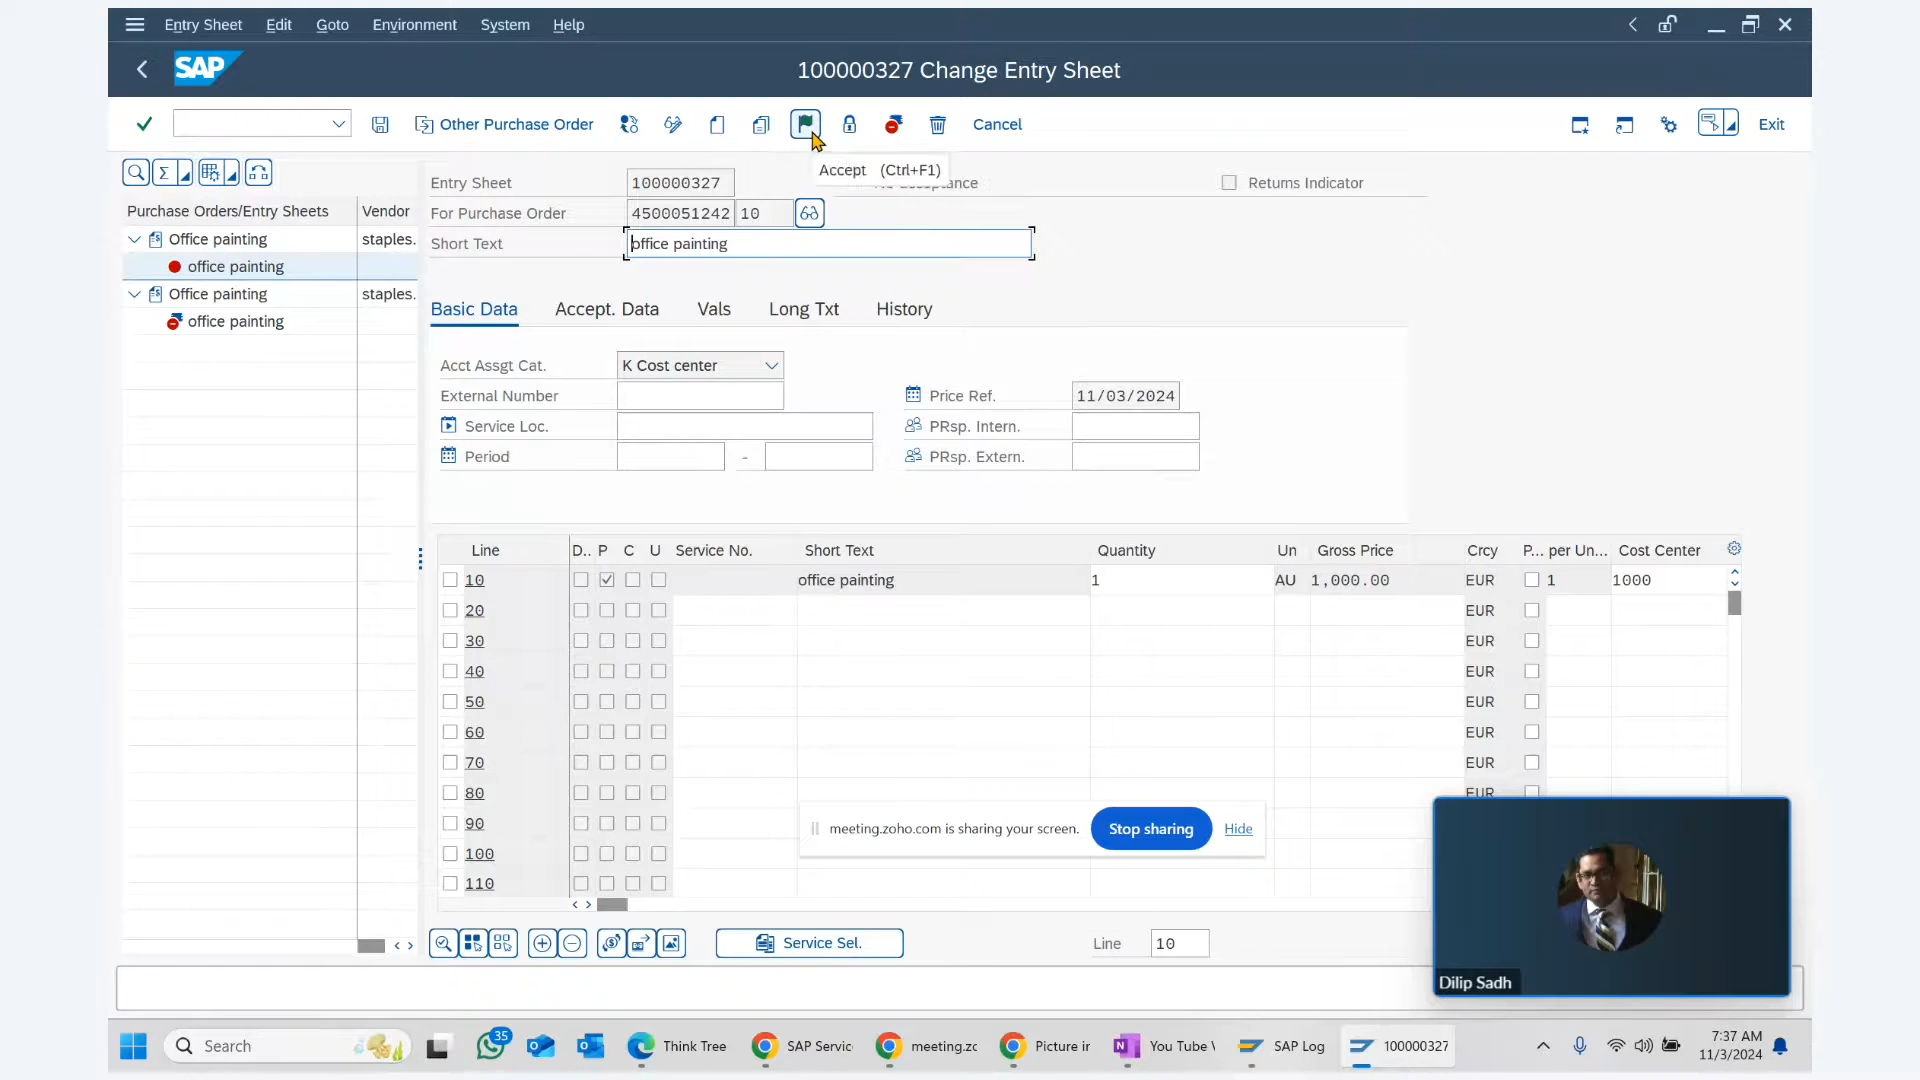 Entry Sheet Edit Goto Environment System Help
SAP 100000327 Change Entry Sheet
Other Purchase Order Cancel Exit
Accept (Ctrl+F1)
Entry Sheet 100000327 Returns Indicator
For Purchase Order 4500051242 10
Short Text office painting
Purchase Orders/Entry Sheets Vendor
Office painting staples.
office painting
Office painting staples.
office painting
Basic Data Accept. Data Vals Long Txt History
Acct Assgt Cat. K Cost center
External Number Price Ref. 11/03/2024
Service Loc. PRsp. Intern.
Period - PRsp. Extern.
Line D.. P C U Service No. Short Text Quantity Un Gross Price Crcy P... per Un... Cost Center
10 office painting 1 AU 1,000.00 EUR 1 1000
20 EUR
30 EUR
40 EUR
50 EUR
60 EUR
70 EUR
80 EUR
90
100
110
meeting.zoho.com is sharing your screen. Stop sharing Hide
Service Sel. Line 10
Dilip Sadh
Search 35 Think Tree SAP Servic meeting.zc Picture ir You Tube SAP Log 100000327
7:37 AM
11/3/2024